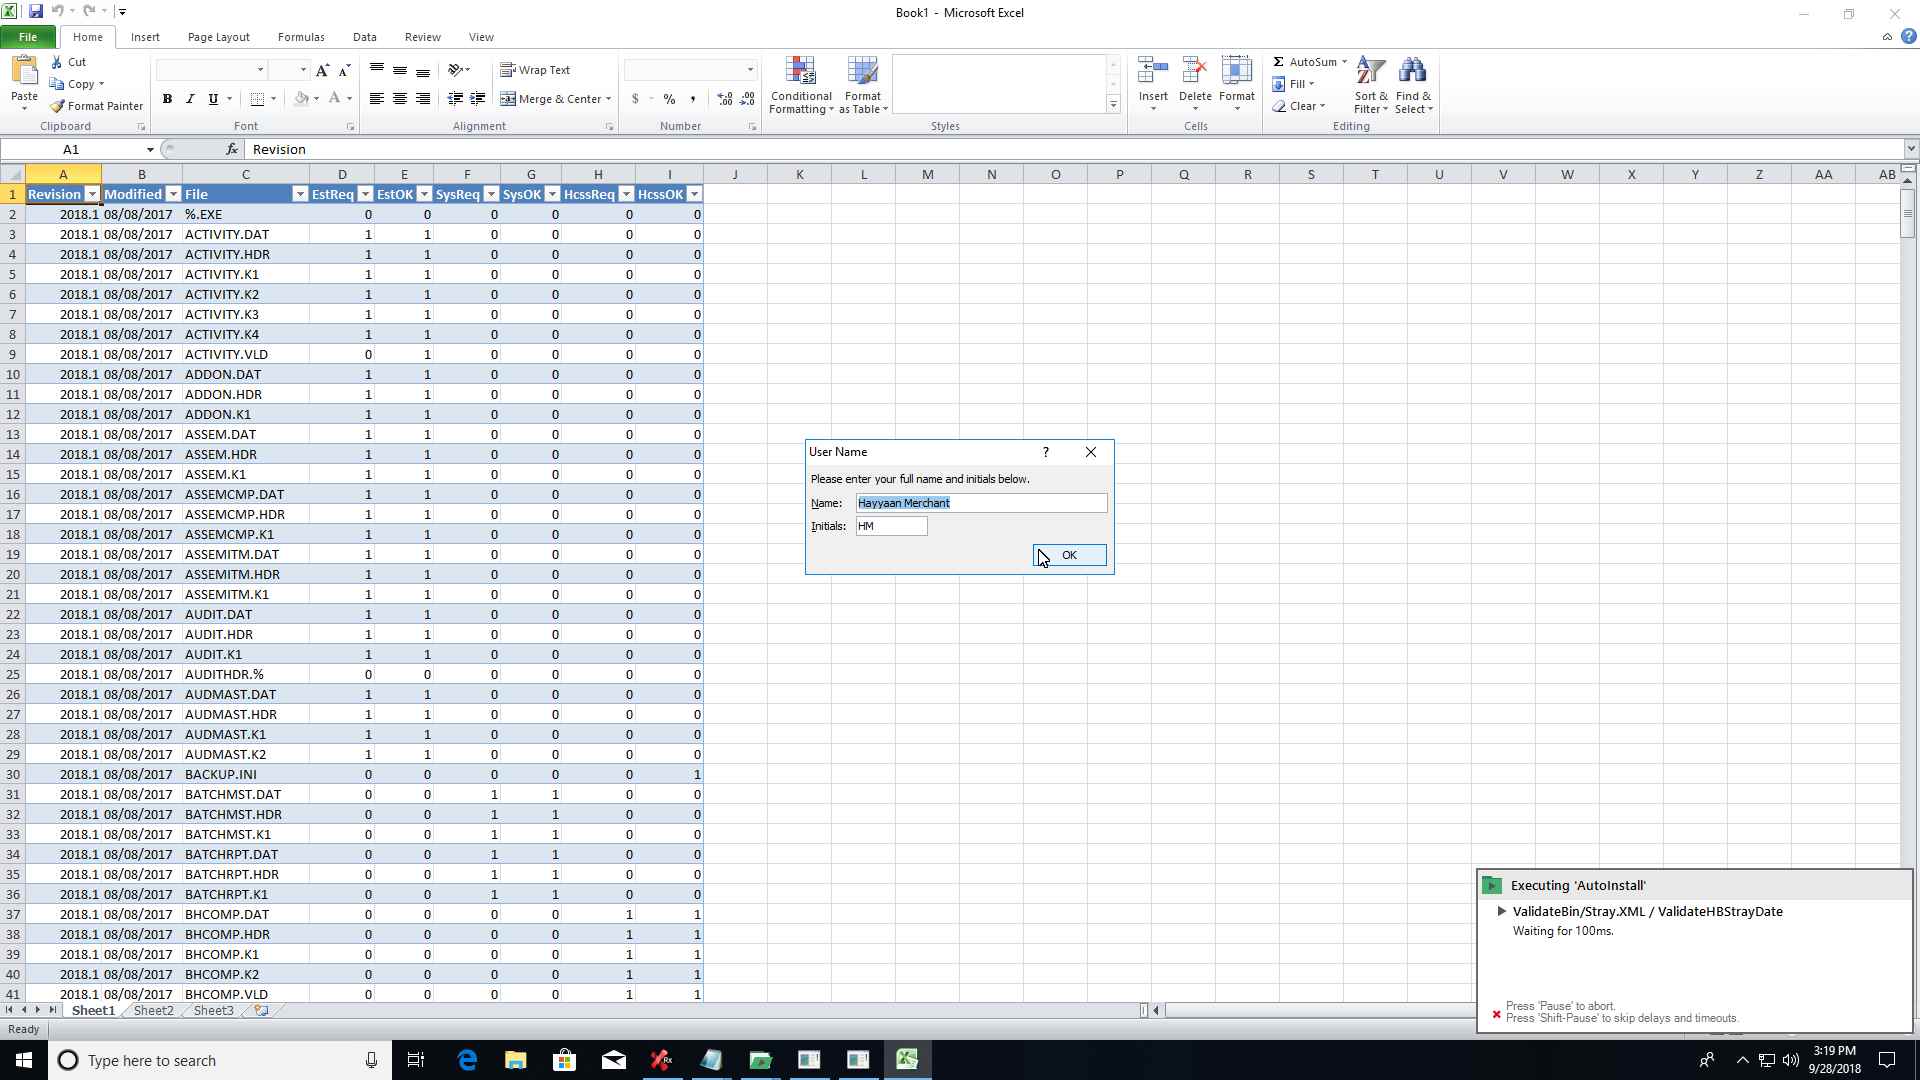 Book1 - Microsoft Excel
File Home Insert Page Layout Formulas Data Review View
Paste
Cut
Copy
Format Painter
Clipboard
B I U
Font
Wrap Text
Merge & Center
Alignment
$ % ,
Number
Conditional Formatting
Format as Table
Styles
Insert Delete Format
Cells
AutoSum
Fill
Clear
Sort & Filter
Find & Select
Editing
A1 fx Revision
A B C D E F G H I J K L M N O P Q R S T U V W X Y Z AA AB
1 Revision Modified File EstReq EstOK SysReq SysOK HcssReq HcssOK
2 2018.1 08/08/2017 %.EXE 0 0 0 0 0 0
3 2018.1 08/08/2017 ACTIVITY.DAT 1 1 0 0 0 0
4 2018.1 08/08/2017 ACTIVITY.HDR 1 1 0 0 0 0
5 2018.1 08/08/2017 ACTIVITY.K1 1 1 0 0 0 0
6 2018.1 08/08/2017 ACTIVITY.K2 1 1 0 0 0 0
7 2018.1 08/08/2017 ACTIVITY.K3 1 1 0 0 0 0
8 2018.1 08/08/2017 ACTIVITY.K4 1 1 0 0 0 0
9 2018.1 08/08/2017 ACTIVITY.VLD 0 1 0 0 0 0
10 2018.1 08/08/2017 ADDON.DAT 1 1 0 0 0 0
11 2018.1 08/08/2017 ADDON.HDR 1 1 0 0 0 0
12 2018.1 08/08/2017 ADDON.K1 1 1 0 0 0 0
13 2018.1 08/08/2017 ASSEM.DAT 1 1 0 0 0 0
14 2018.1 08/08/2017 ASSEM.HDR 1 1 0 0 0 0
15 2018.1 08/08/2017 ASSEM.K1 1 1 0 0 0 0
16 2018.1 08/08/2017 ASSEMCMP.DAT 1 1 0 0 0 0
17 2018.1 08/08/2017 ASSEMCMP.HDR 1 1 0 0 0 0
18 2018.1 08/08/2017 ASSEMCMP.K1 1 1 0 0 0 0
19 2018.1 08/08/2017 ASSEMITM.DAT 1 1 0 0 0 0
20 2018.1 08/08/2017 ASSEMITM.HDR 1 1 0 0 0 0
21 2018.1 08/08/2017 ASSEMITM.K1 1 1 0 0 0 0
22 2018.1 08/08/2017 AUDIT.DAT 1 1 0 0 0 0
23 2018.1 08/08/2017 AUDIT.HDR 1 1 0 0 0 0
24 2018.1 08/08/2017 AUDIT.K1 1 1 0 0 0 0
25 2018.1 08/08/2017 AUDITHDR.% 0 0 0 0 0 0
26 2018.1 08/08/2017 AUDMAST.DAT 1 1 0 0 0 0
27 2018.1 08/08/2017 AUDMAST.HDR 1 1 0 0 0 0
28 2018.1 08/08/2017 AUDMAST.K1 1 1 0 0 0 0
29 2018.1 08/08/2017 AUDMAST.K2 1 1 0 0 0 0
30 2018.1 08/08/2017 BACKUP.INI 0 0 0 0 0 1
31 2018.1 08/08/2017 BATCHMST.DAT 0 0 1 1 0 0
32 2018.1 08/08/2017 BATCHMST.HDR 0 0 1 1 0 0
33 2018.1 08/08/2017 BATCHMST.K1 0 0 1 1 0 0
34 2018.1 08/08/2017 BATCHRPT.DAT 0 0 1 1 0 0
35 2018.1 08/08/2017 BATCHRPT.HDR 0 0 1 1 0 0
36 2018.1 08/08/2017 BATCHRPT.K1 0 0 1 1 0 0
37 2018.1 08/08/2017 BHCOMP.DAT 0 0 0 0 1 1
38 2018.1 08/08/2017 BHCOMP.HDR 0 0 0 0 1 1
39 2018.1 08/08/2017 BHCOMP.K1 0 0 0 0 1 1
40 2018.1 08/08/2017 BHCOMP.K2 0 0 0 0 1 1
41 2018.1 08/08/2017 BHCOMP.VLD 0 0 0 0 1 1
User Name ?
Please enter your full name and initials below.
Name: Hayyaan Merchant
Initials: HM
OK
Executing 'AutoInstall'
ValidateBin/Stray.XML / ValidateHBStrayDate
Waiting for 100ms.
Press 'Pause' to abort.
Press 'Shift-Pause' to skip delays and timeouts.
Sheet1 Sheet2 Sheet3
Ready
Type here to search
3:19 PM
9/28/2018